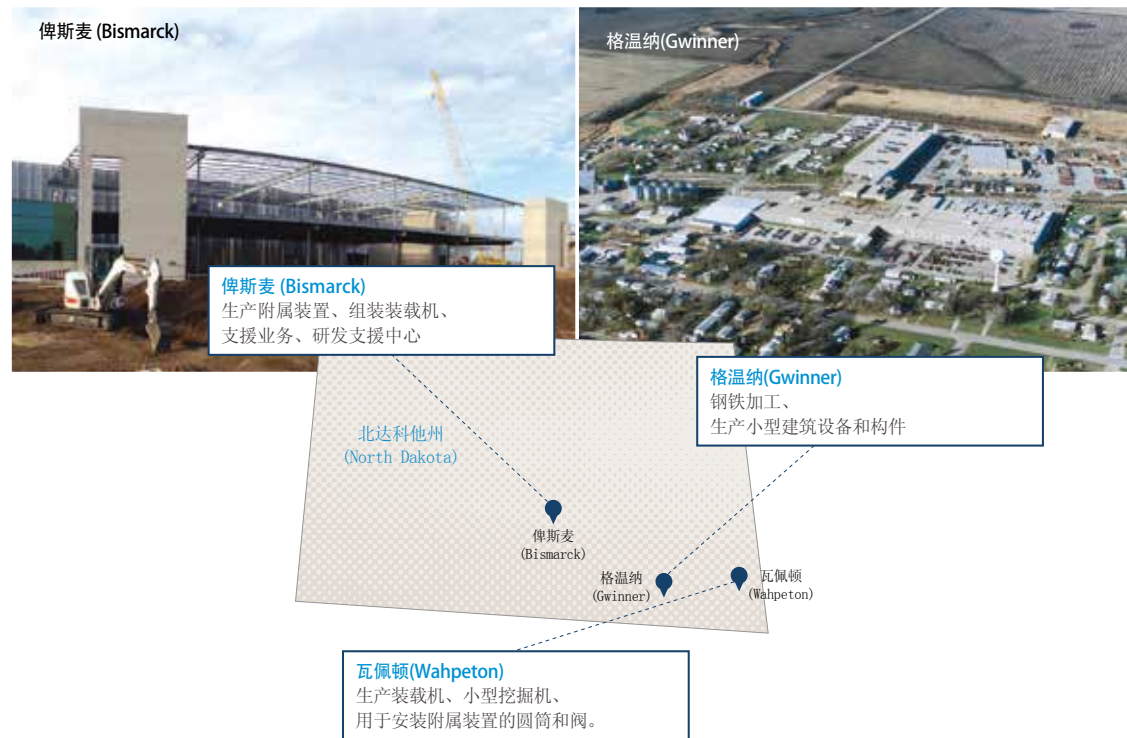 俾斯麦 (Bismarck)
格温纳(Gwinner)
俾斯麦 (Bismarck)
生产附属装置、组装装载机、
支援业务、研发支援中心
格温纳(Gwinner)
钢铁加工、
生产小型建筑设备和构件
北达科他州
(North Dakota)
俾斯麦
(Bismarck)
格温纳
(Gwinner)
瓦佩顿
(Wahpeton)
瓦佩顿(Wahpeton)
生产装载机、小型挖掘机、
用于安装附属装置的圆筒和阀。